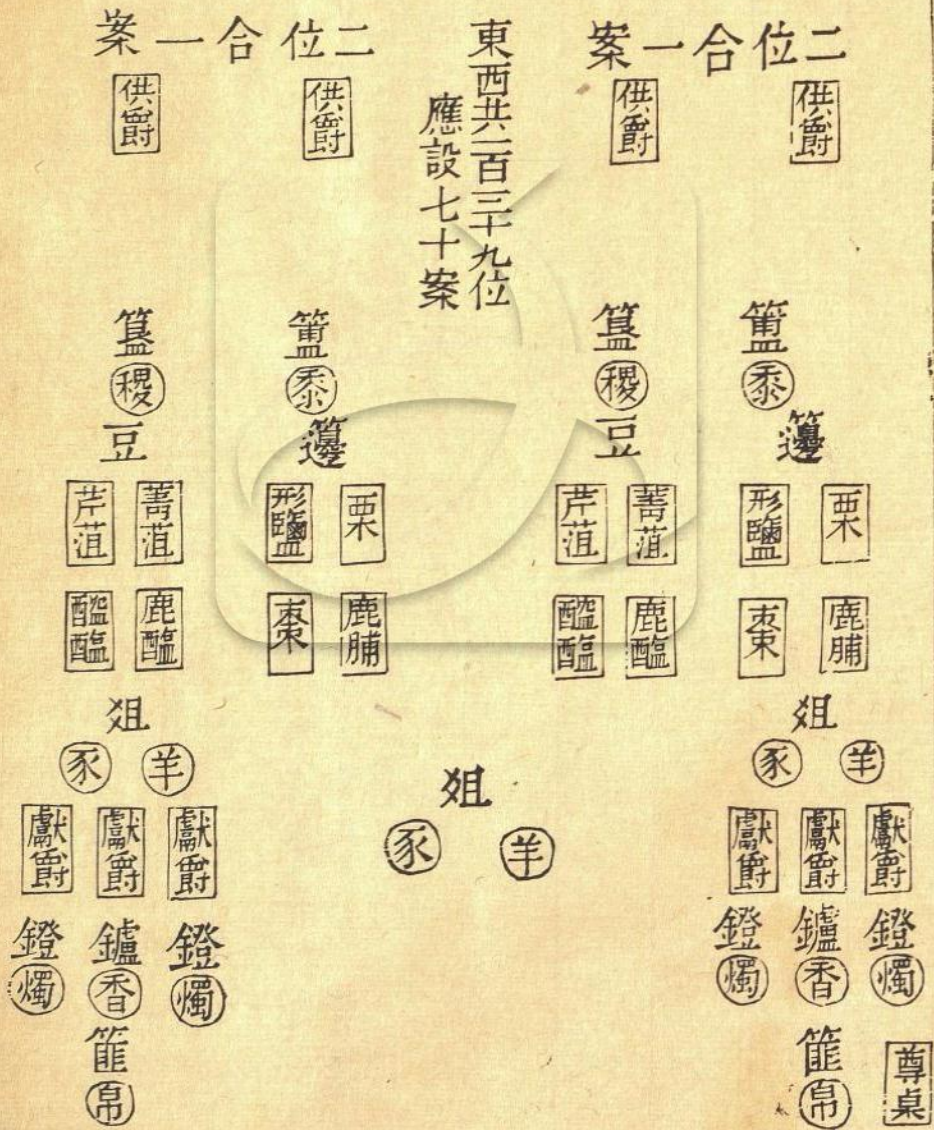 二位合一案
供爵
供爵
簠 黍
簋 稷
籩
豆
栗
形鹽
菁菹
芹菹
鹿脯
棗
鹿醢
醓醢
爼
羊
豕
獻爵
獻爵
獻爵
鐙 燭
鑪 香
鐙 燭
篚 帛
尊桌
東西共一百三十九位
應設七十案
爼
羊
豕
二位合一案
供爵
供爵
簠 黍
簋 稷
籩
豆
栗
形鹽
菁菹
芹菹
鹿脯
棗
鹿醢
醓醢
爼
羊
豕
獻爵
獻爵
獻爵
鐙 燭
鑪 香
鐙 燭
篚 帛